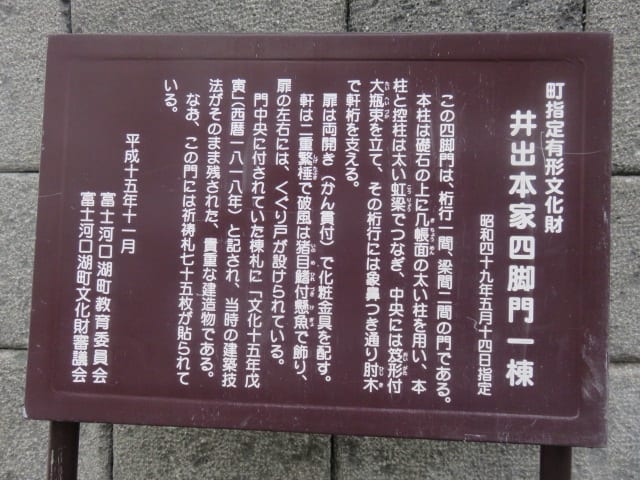 町指定有形文化財
井出本家四脚門一棟
昭和四十九年五月十四日指定
この四脚門は、桁行一間、梁間二間の門である。
本柱は礎石の上に几帳面の太い柱を用い、本
柱と控柱は太い虹梁でつなぎ、中央には笈形付
大瓶束を立て、その桁行には象鼻つき通り肘木
で軒桁を支える。
扉は両開き(かん貫付)で化粧金具を配す。
軒は二重繁棰で破風は猪目縫付懸魚で飾り、
扉の左右には、くぐり戸が設けられている。
門中央に付されていた棟札に「文化十五年戊
寅」(西暦一八一八年)と記され、当時の建築技
法がそのまま残された、貴重な建造物である。
なお、この門には祈祷札七十五枚が貼られて
いる。
平成十五年十一月
富士河口湖町教育委員会
富士河口湖町文化財審議会